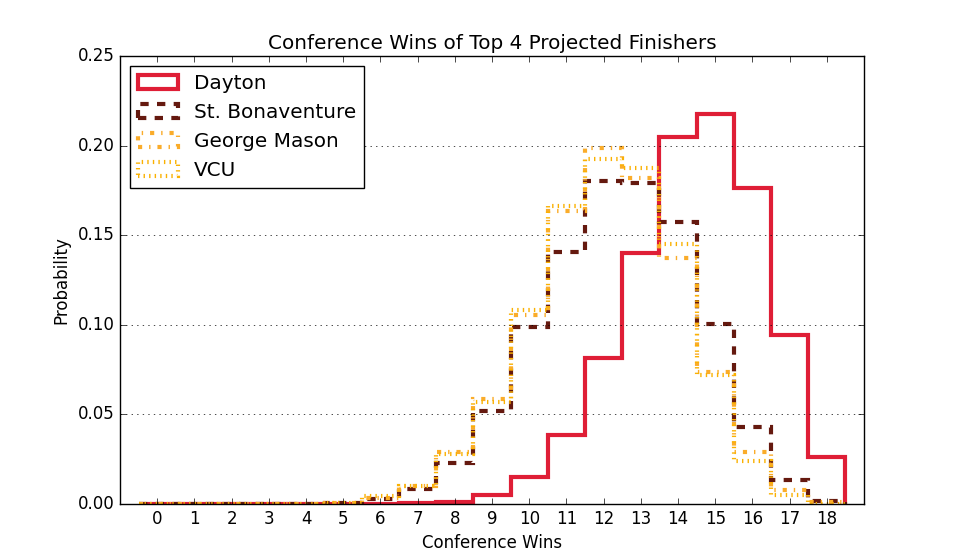 Conference Wins of Top 4 Projected Finishers
0.25
0.20
0.15
0.10
0.05
0.00
Probability
Dayton
St. Bonaventure
George Mason
VCU
0 1 2 3 4 5 6 7 8 9 10 11 12 13 14 15 16 17 18
Conference Wins